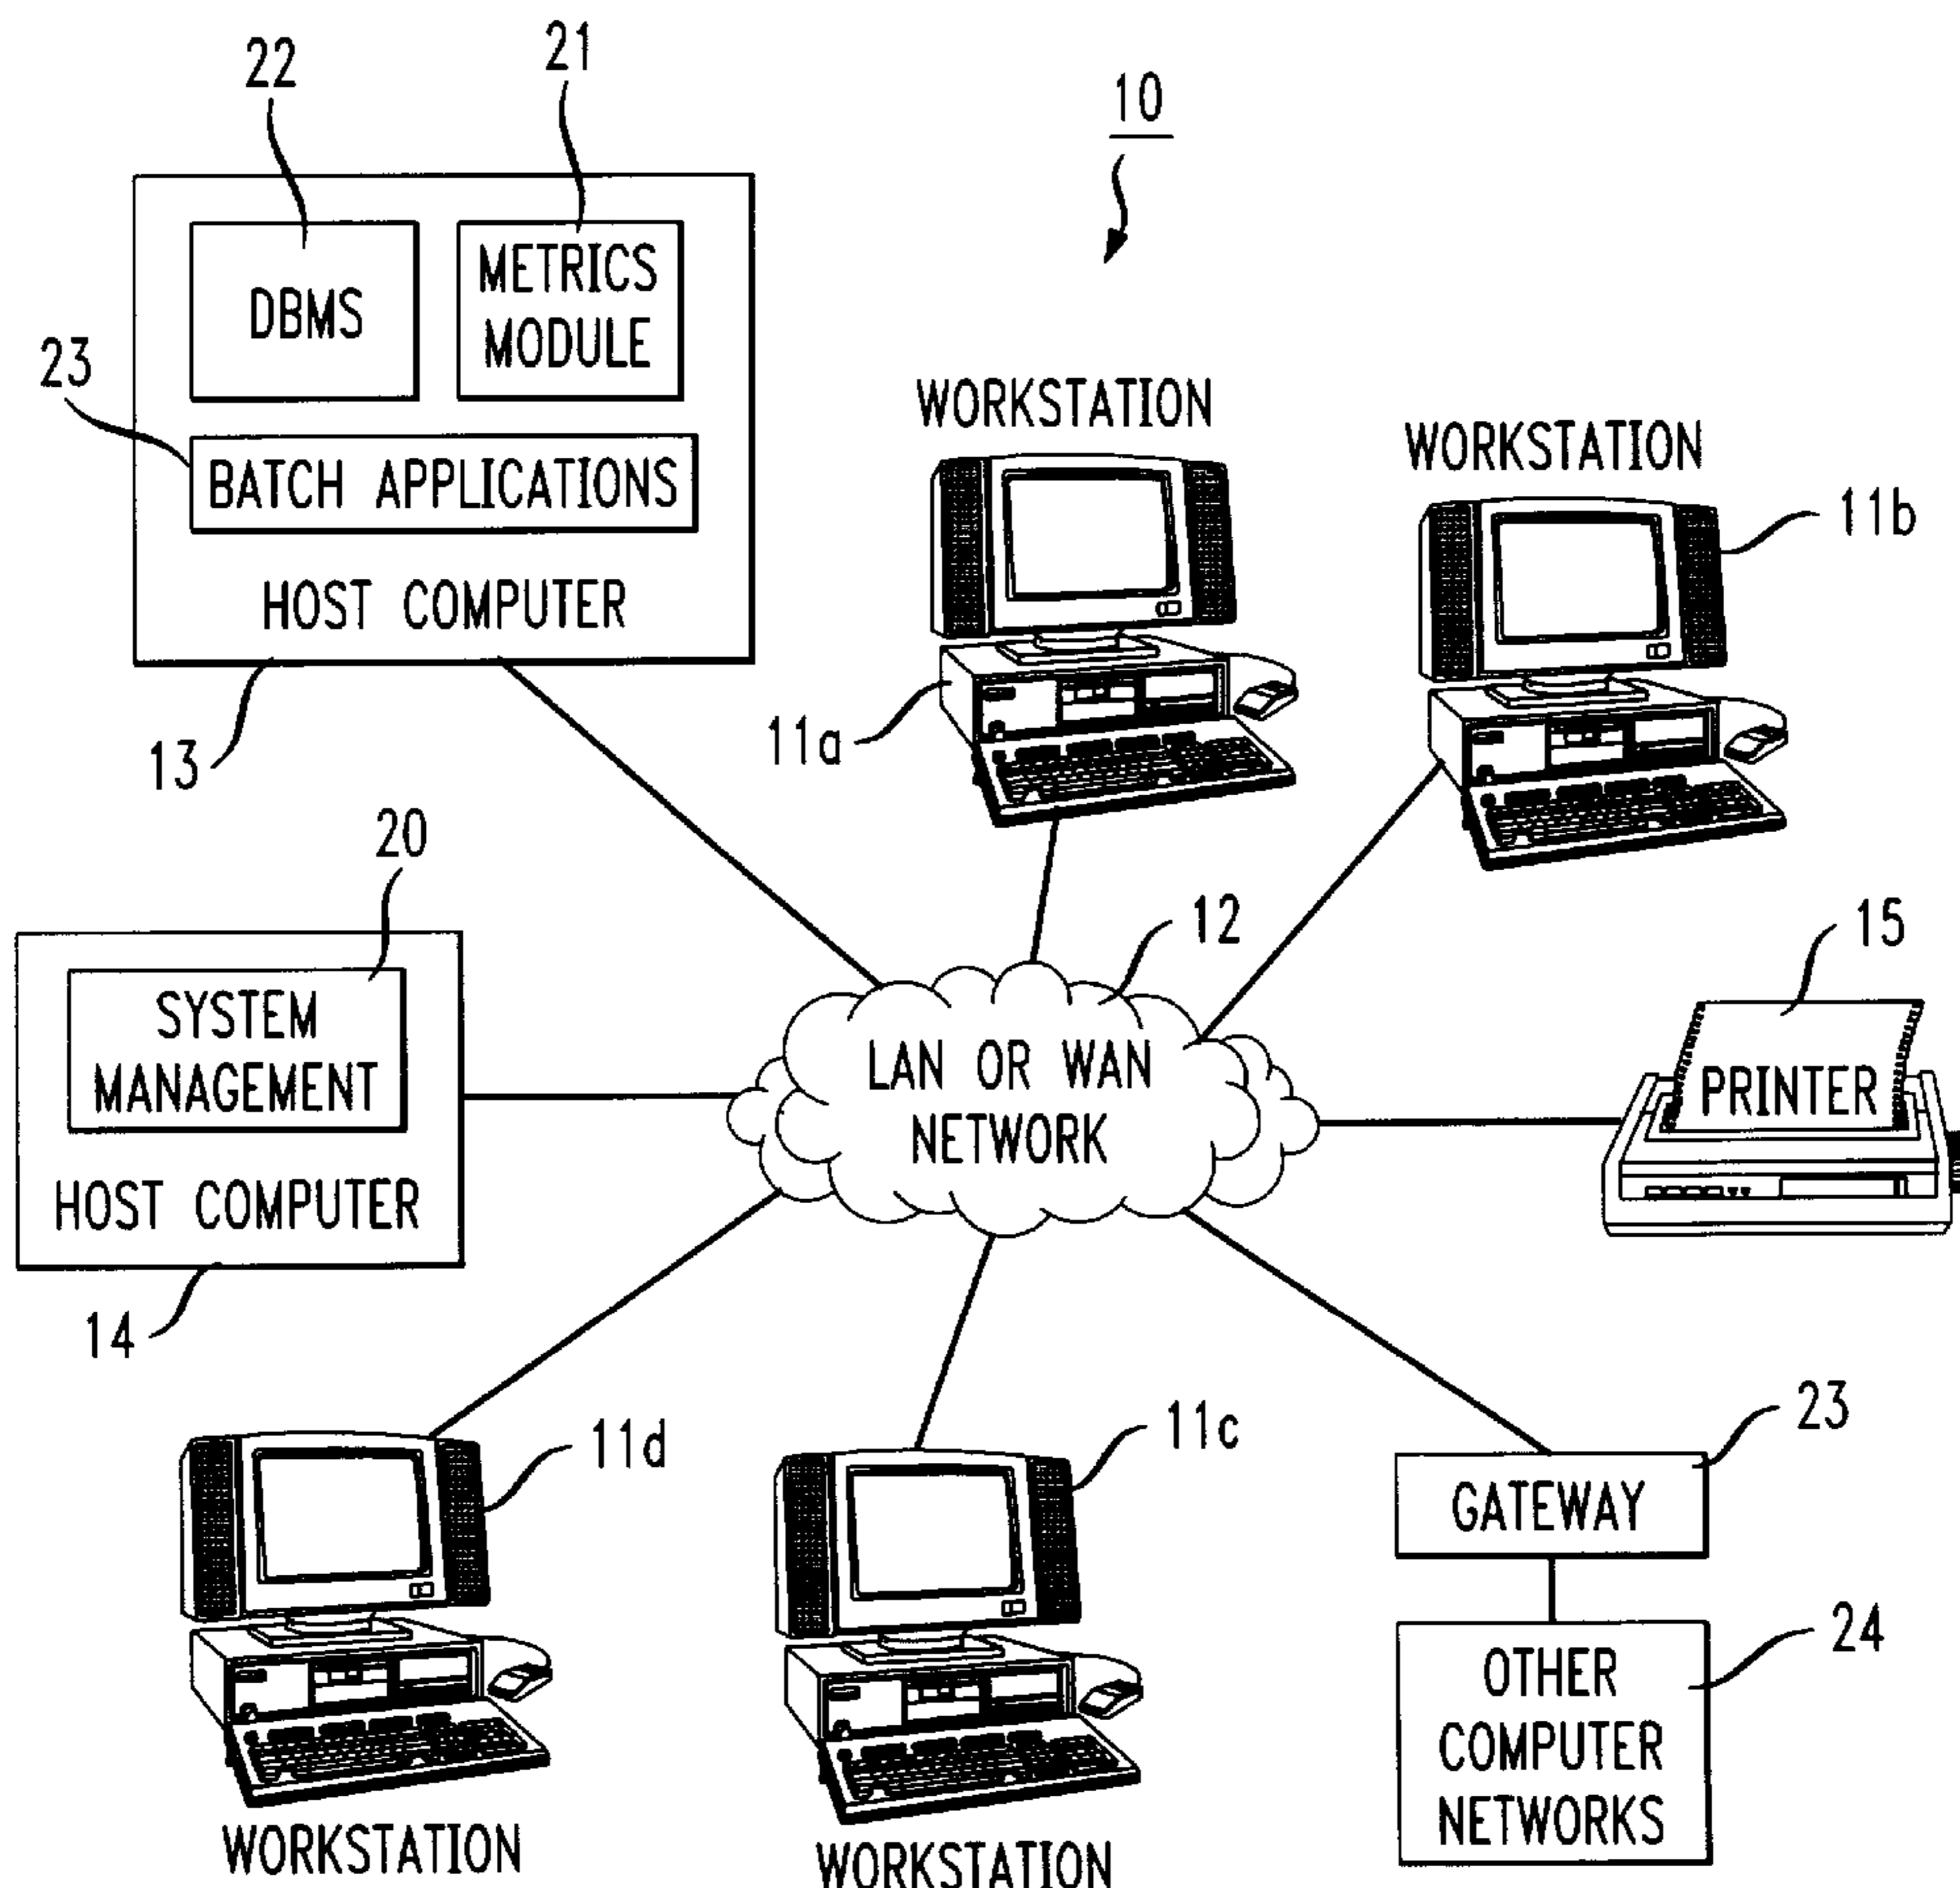 22
21
10
DBMS
METRICS
MODULE
23
BATCH APPLICATIONS
HOST COMPUTER
13
WORKSTATION
11a
WORKSTATION
11b
20
SYSTEM
MANAGEMENT
HOST COMPUTER
14
12
LAN OR WAN
NETWORK
15
PRINTER
11d
WORKSTATION
11c
WORKSTATION
23
GATEWAY
24
OTHER
COMPUTER
NETWORKS